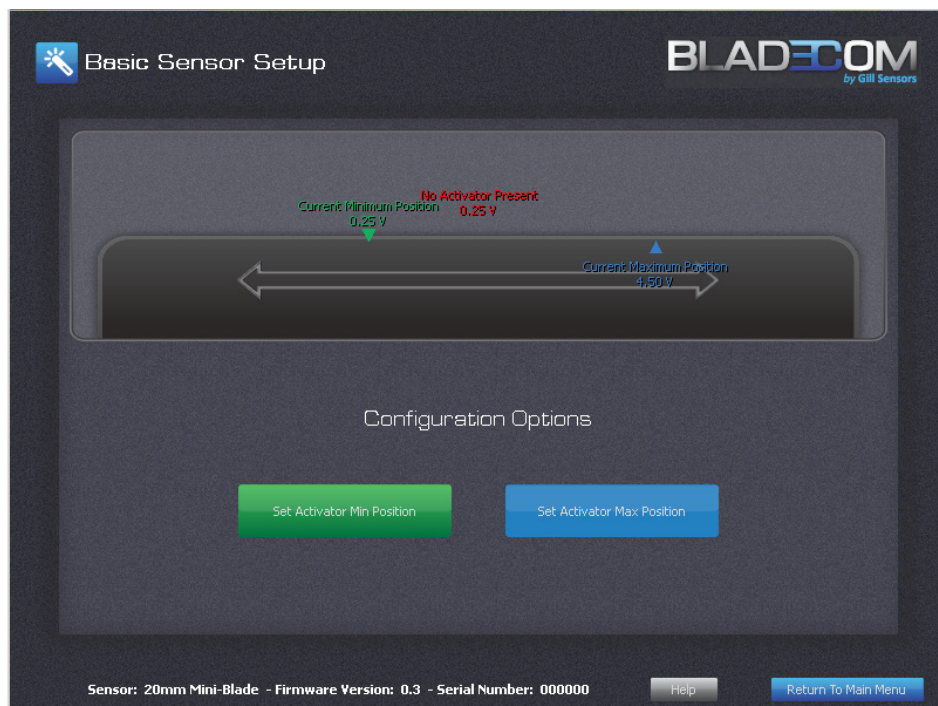 Basic Sensor Setup
BLADECOM
by Gill Sensors
No Activator Present
0.25 V
Current Minimum Position
0.25 V
Current Maximum Position
4.50 V
Configuration Options
Set Activator Min Position
Set Activator Max Position
Sensor: 20mm Mini-Blade - Firmware Version: 0.3 - Serial Number: 000000
Help
Return To Main Menu